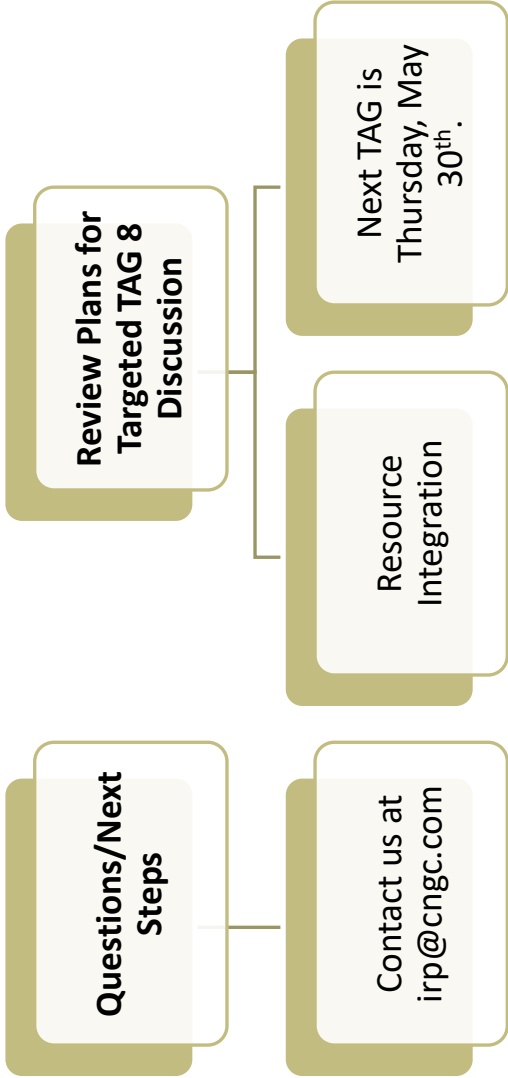 Questions/Next
Steps
Contact us at
irp@cngc.com
Review Plans for
Targeted TAG 8
Discussion
Resource
Integration
Next TAG is
Thursday, May
30th.